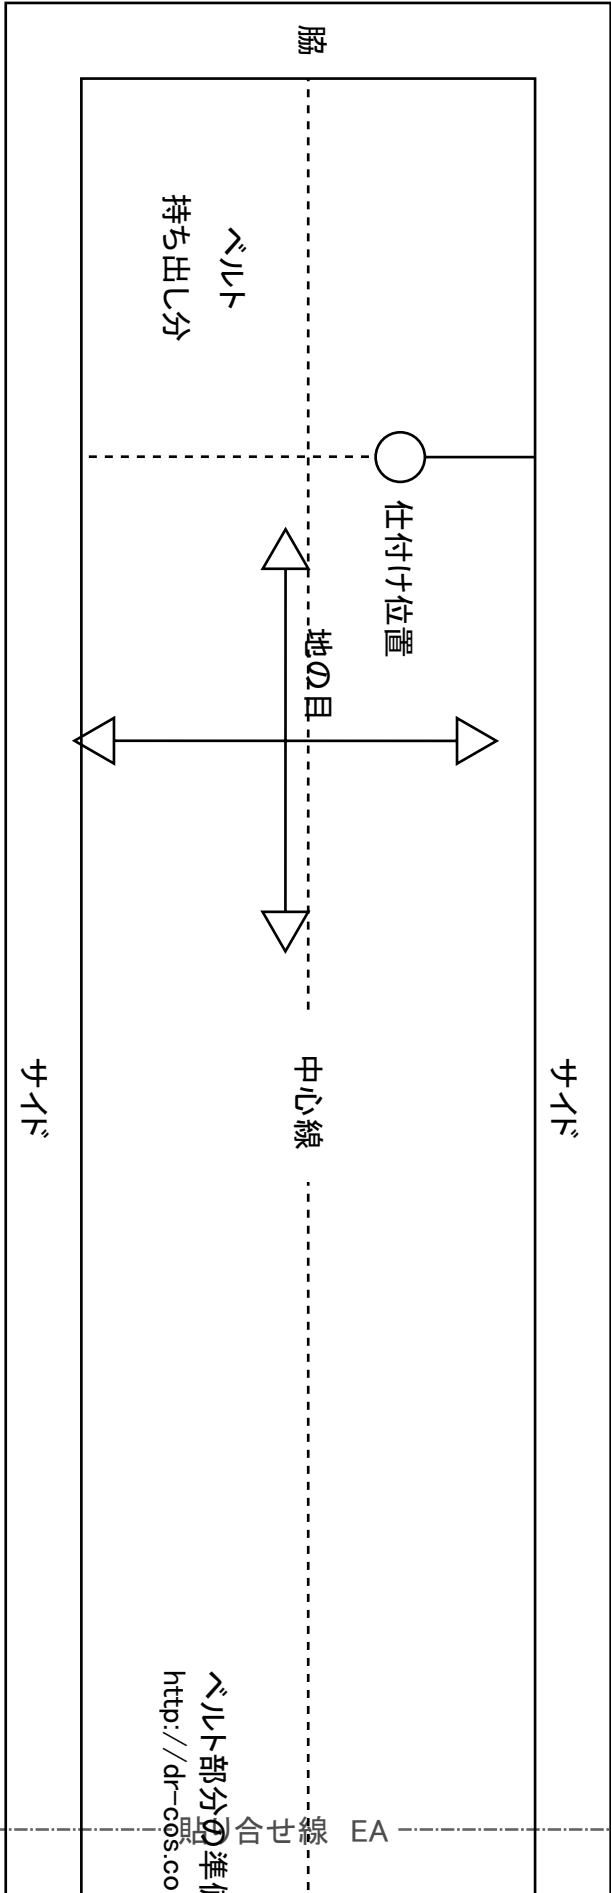 脇
ベルト
持ち出し分
仕付け位置
地の目
サイド
中心線
サイド
ベルト部分の準備
http://dr-cos.co
貼り合せ線 EA